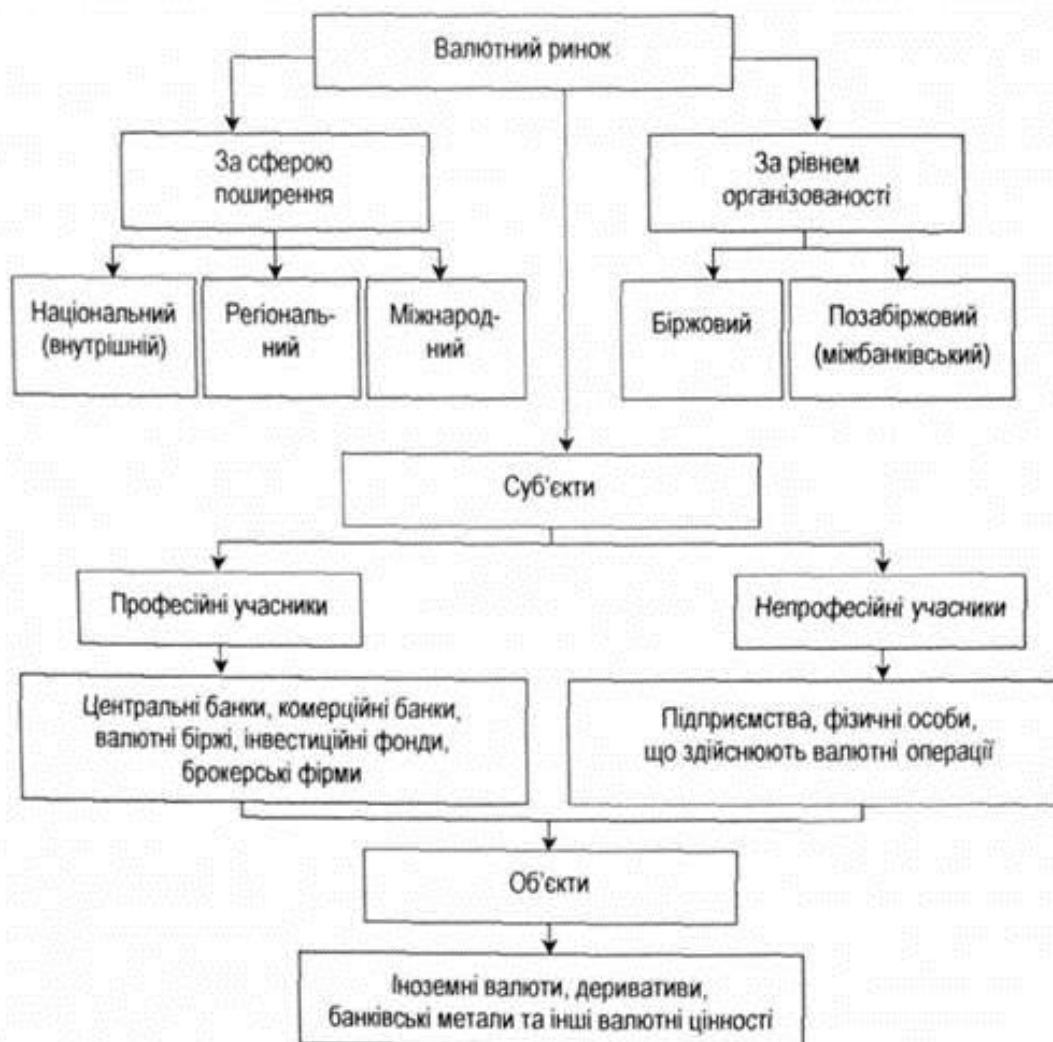 Валютний ринок
За сферою
поширення
За рівнем
організованості
Національний
(внутрішній)
Регіональ-
ний
Міжнарод-
ний
Біржовий
Позабіржовий
(міжбанківський)
Суб'єкти
Професійні учасники
Непрофесійні учасники
Центральні банки, комерційні банки,
валютні біржі, інвестиційні фонди,
брокерські фірми
Підприємства, фізичні особи,
що здійснюють валютні операції
Об'єкти
Іноземні валюти, деривативи,
банківські метали та інші валютні цінності